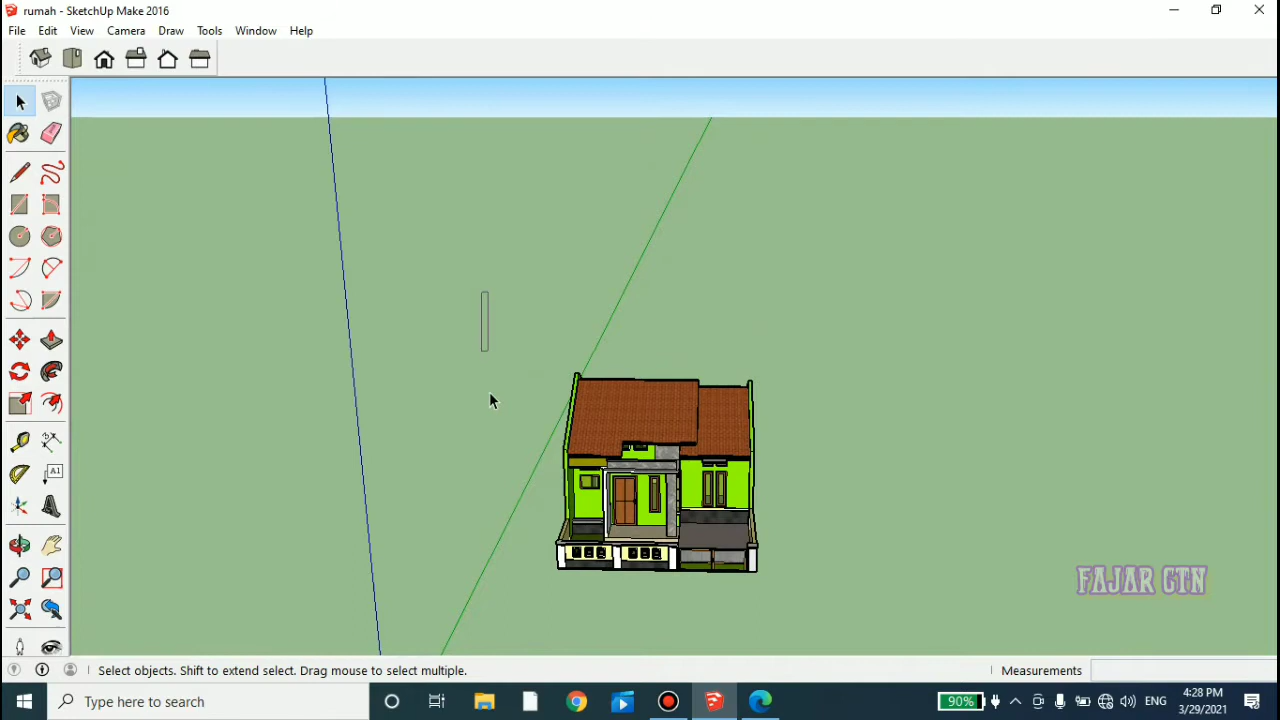 rumah - SketchUp Make 2016
File Edit View Camera Draw Tools Window Help
A1
FAJAR GTN
Select objects. Shift to extend select. Drag mouse to select multiple.
Measurements
Type here to search
90%
ENG
4:28 PM
3/29/2021